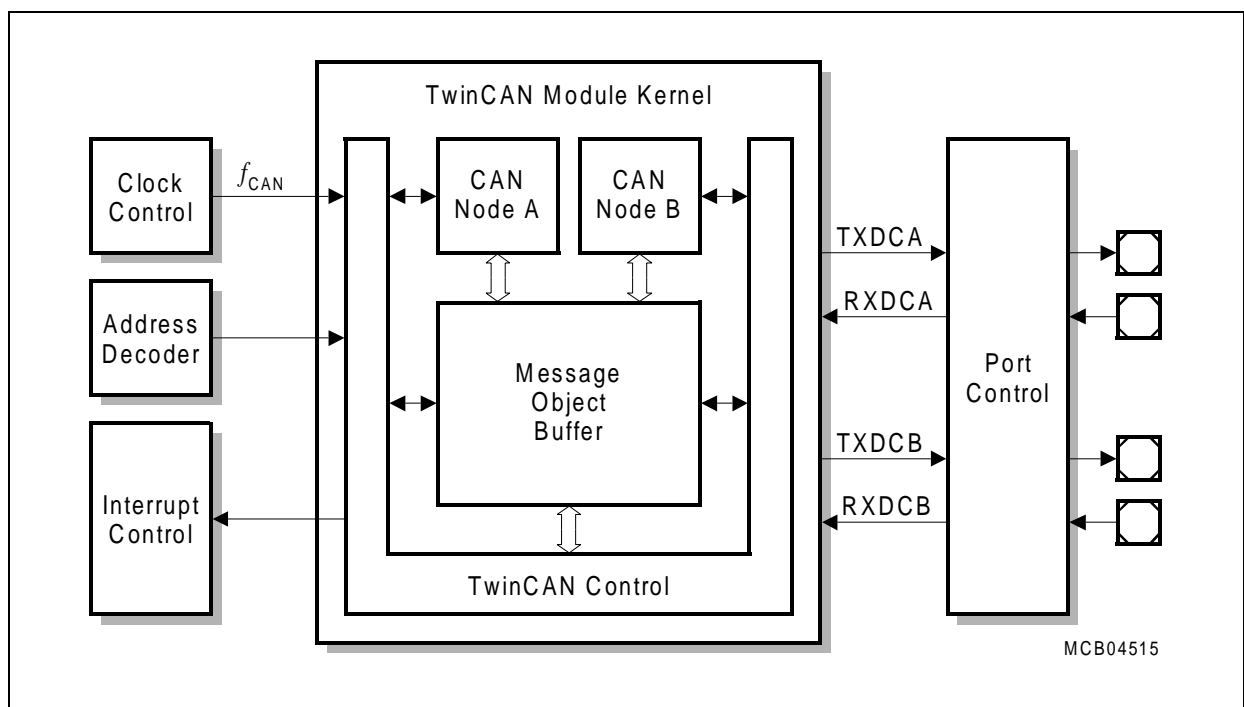 TwinCAN Module Kernel
Clock
Control
fCAN
CAN
Node A
CAN
Node B
TXDCA
RXDCA
Address
Decoder
Message
Object
Buffer
Port
Control
TXDCB
RXDCB
Interrupt
Control
TwinCAN Control
MCB04515